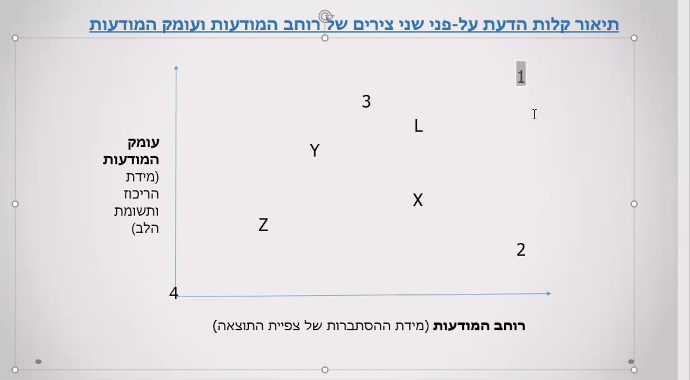 תיאור קלות הדעת על-פני שני צירים של רוחב המודעות ועומק המודעות
1
3
L
עומק
המודעות
(מידת
הריכוז
ותשומת
הלב)
Y
X
Z
2
4
רוחב המודעות (מידת ההסתברות של צפיית התוצאה)